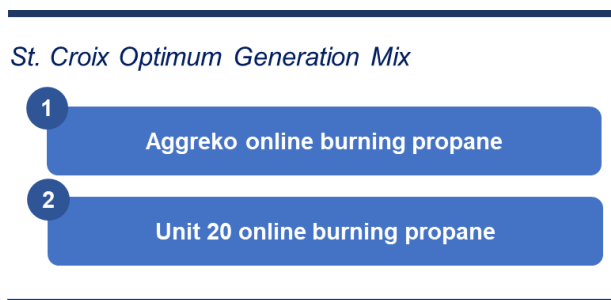 St. Croix Optimum Generation Mix
1
Aggreko online burning propane
2
Unit 20 online burning propane